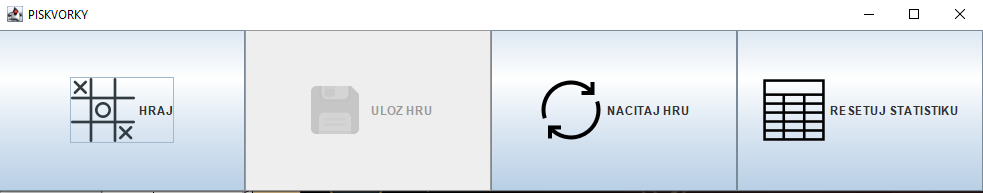 PISKVORKY
HRAJ
ULOZ HRU
NACITAJ HRU
RESETUJ STATISTIKU